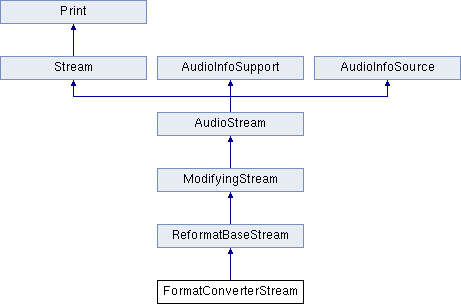 Print
Stream
AudioInfoSupport
AudioInfoSource
AudioStream
ModifyingStream
ReformatBaseStream
FormatConverterStream